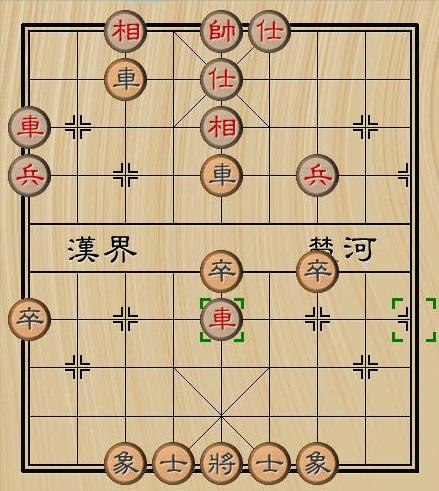 相 帥 仕
車 仕
車 相
兵 車 兵
漢界 楚河
卒 卒
卒 車
象 士 將 士 象